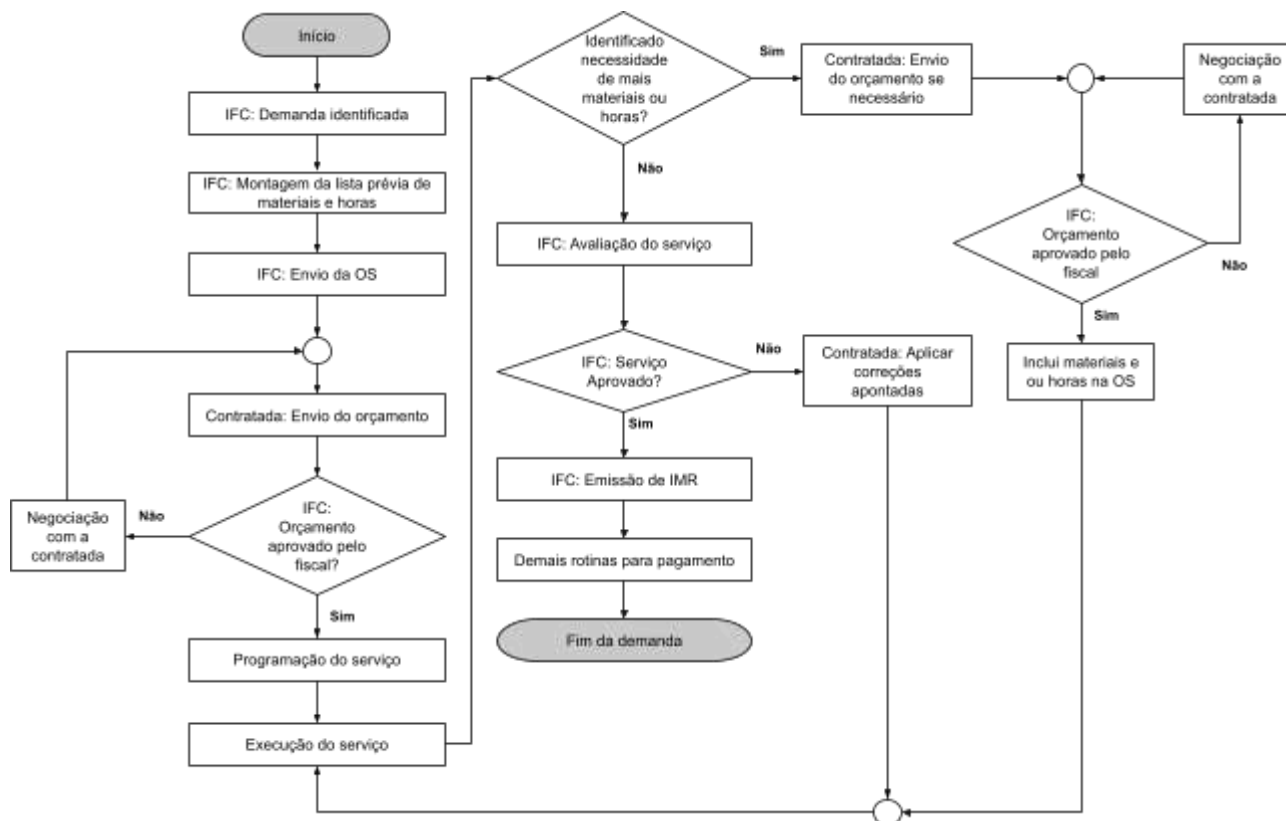 Início
IFC: Demanda identificada
IFC: Montagem da lista prévia de
materiais e horas
IFC: Envio da OS
Contratada: Envio do orçamento
IFC:
Orçamento
aprovado pelo
fiscal?
Não
Negociação
com a
contratada
Sim
Programação do serviço
Execução do serviço
Identificado
necessidade
de mais
materiais ou
horas?
Sim
Contratada: Envio
do orçamento se
necessário
Negociação
com a
contratada
Não
IFC: Avaliação do serviço
IFC:
Orçamento
aprovado pelo
fiscal
Não
Sim
Inclui materiais e
ou horas na OS
IFC: Serviço
Aprovado?
Não
Contratada: Aplicar
correções
apontadas
Sim
IFC: Emissão de IMR
Demais rotinas para pagamento
Fim da demanda